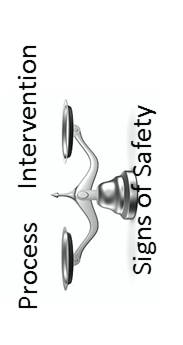 Process Intervention
Signs of Safety